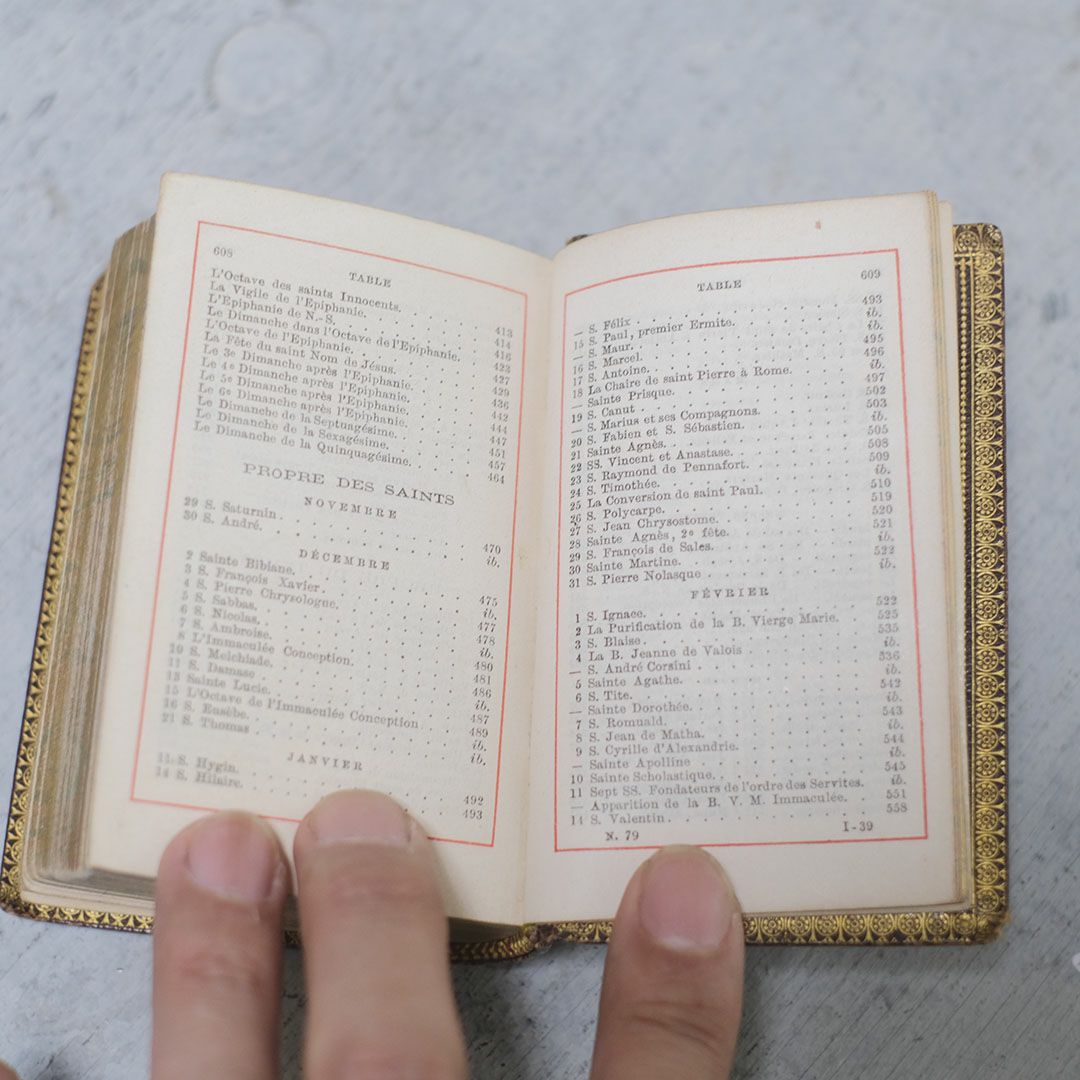 608
TABLE
L'Octave des saints Innocents. 413
La Vigile de l'Epiphanie. 414
L'Epiphanie de N.-S. 416
Le Dimanche dans l'Octave de l'Epiphanie. 423
L'Octave de l'Epiphanie. 427
La Fête du saint Nom de Jésus. 429
Le 3e Dimanche après l'Epiphanie. 436
Le 4e Dimanche après l'Epiphanie. 442
Le 5e Dimanche après l'Epiphanie. 444
Le 6e Dimanche après l'Epiphanie. 447
Le Dimanche de la Septuagésime. 451
Le Dimanche de la Sexagésime. 457
Le Dimanche de la Quinquagésime. 464
PROPRE DES SAINTS
NOVEMBRE
29 S. Saturnin 470
30 S. André. ib.
DÉCEMBRE
2 Sainte Bibiane. 475
3 S. François Xavier. ib.
4 S. Pierre Chrysologue. 477
5 S. Sabbas. 478
6 S. Nicolas. ib.
7 S. Ambroise. 480
8 L'Immaculée Conception. 481
10 S. Melchiade. 486
11 S. Damase ib.
13 Sainte Lucie. 487
15 L'Octave de l'Immaculée Conception 489
16 S. Eusèbe. ib.
21 S. Thomas ib.
JANVIER
11 S. Hygin. 492
14 S. Hilaire. 493
TABLE
609
— S. Félix 493
15 S. Paul, premier Ermite. ib.
— S. Maur. ib.
16 S. Marcel. 495
17 S. Antoine. 496
18 La Chaire de saint Pierre à Rome. ib.
— Sainte Prisque. 497
19 S. Canut 502
— S. Marius et ses Compagnons. 503
20 S. Fabien et S. Sébastien. ib.
21 Sainte Agnès. 505
22 SS. Vincent et Anastase. 508
23 S. Raymond de Pennafort. 509
24 S. Timothée. ib.
25 La Conversion de saint Paul. 510
26 S. Polycarpe. 519
27 S. Jean Chrysostome. 520
28 Sainte Agnès, 2e fête. 521
29 S. François de Sales. ib.
30 Sainte Martine. 522
31 S. Pierre Nolasque ib.
FÉVRIER
1 S. Ignace. 522
2 La Purification de la B. Vierge Marie. 525
3 S. Blaise 535
4 La B. Jeanne de Valois ib.
— S. André Corsini 536
5 Sainte Agathe. ib.
6 S. Tite. 542
— Sainte Dorothée. ib.
7 S. Romuald. 543
8 S. Jean de Matha. ib.
9 S. Cyrille d'Alexandrie. 544
— Sainte Apolline ib.
10 Sainte Scholastique. 545
11 Sept SS. Fondateurs de l'ordre des Servites. ib.
— Apparition de la B. V. M. Immaculée. 551
14 S. Valentin 558
N. 79 I-39